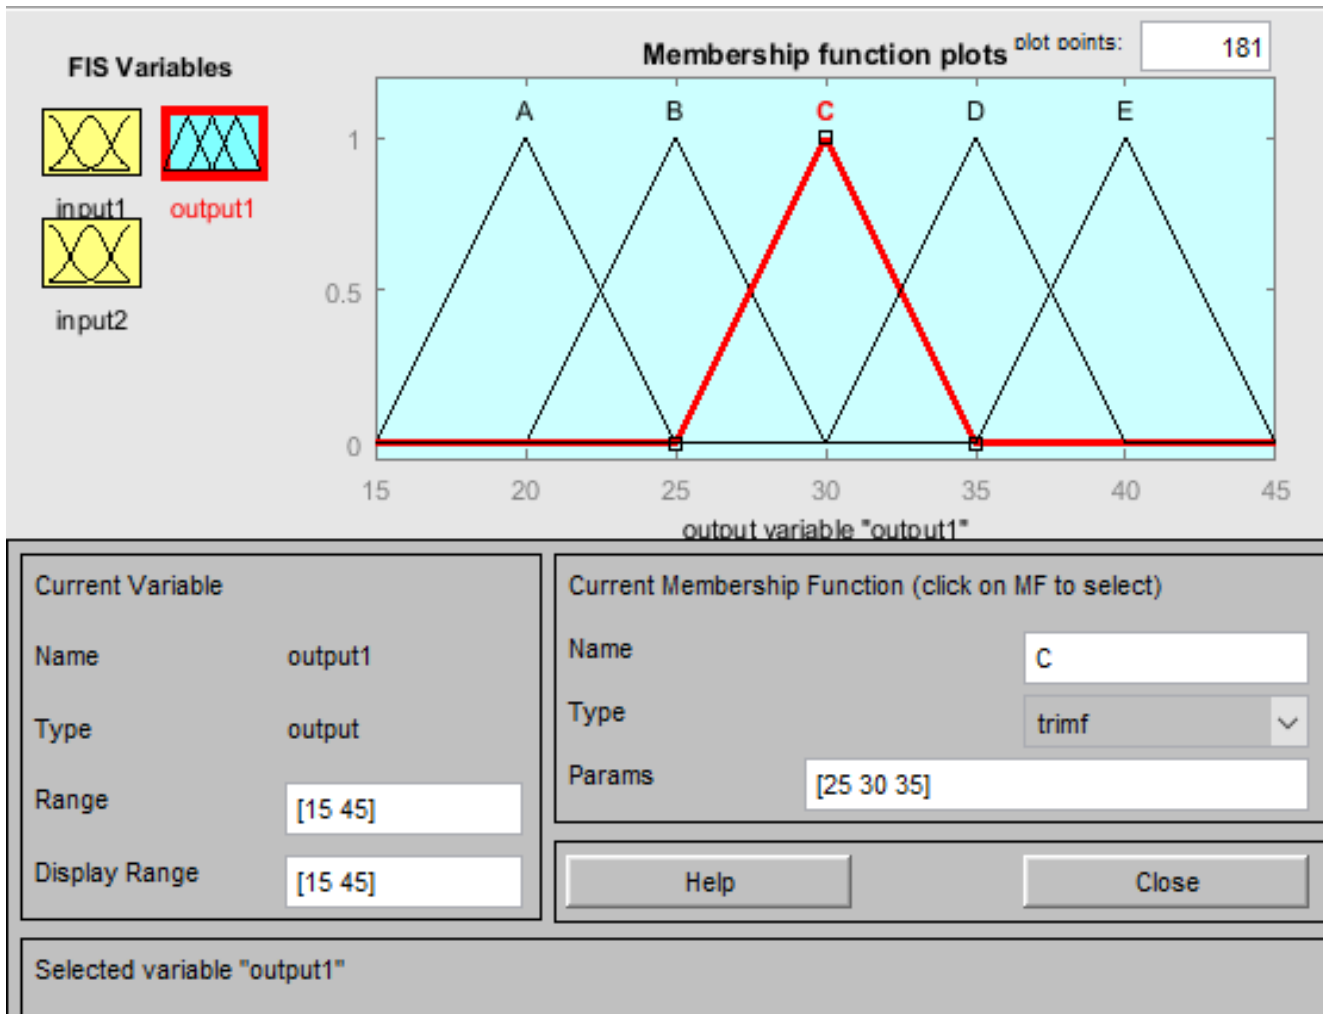 FIS Variables
Membership function plots
plot points:
181
input1
output1
input2
A
B
C
D
E
1
0.5
0
15
20
25
30
35
40
45
output variable "output1"
Current Variable
Name
output1
Type
output
Range
[15 45]
Display Range
[15 45]
Current Membership Function (click on MF to select)
Name
C
Type
trimf
Params
[25 30 35]
Help
Close
Selected variable "output1"